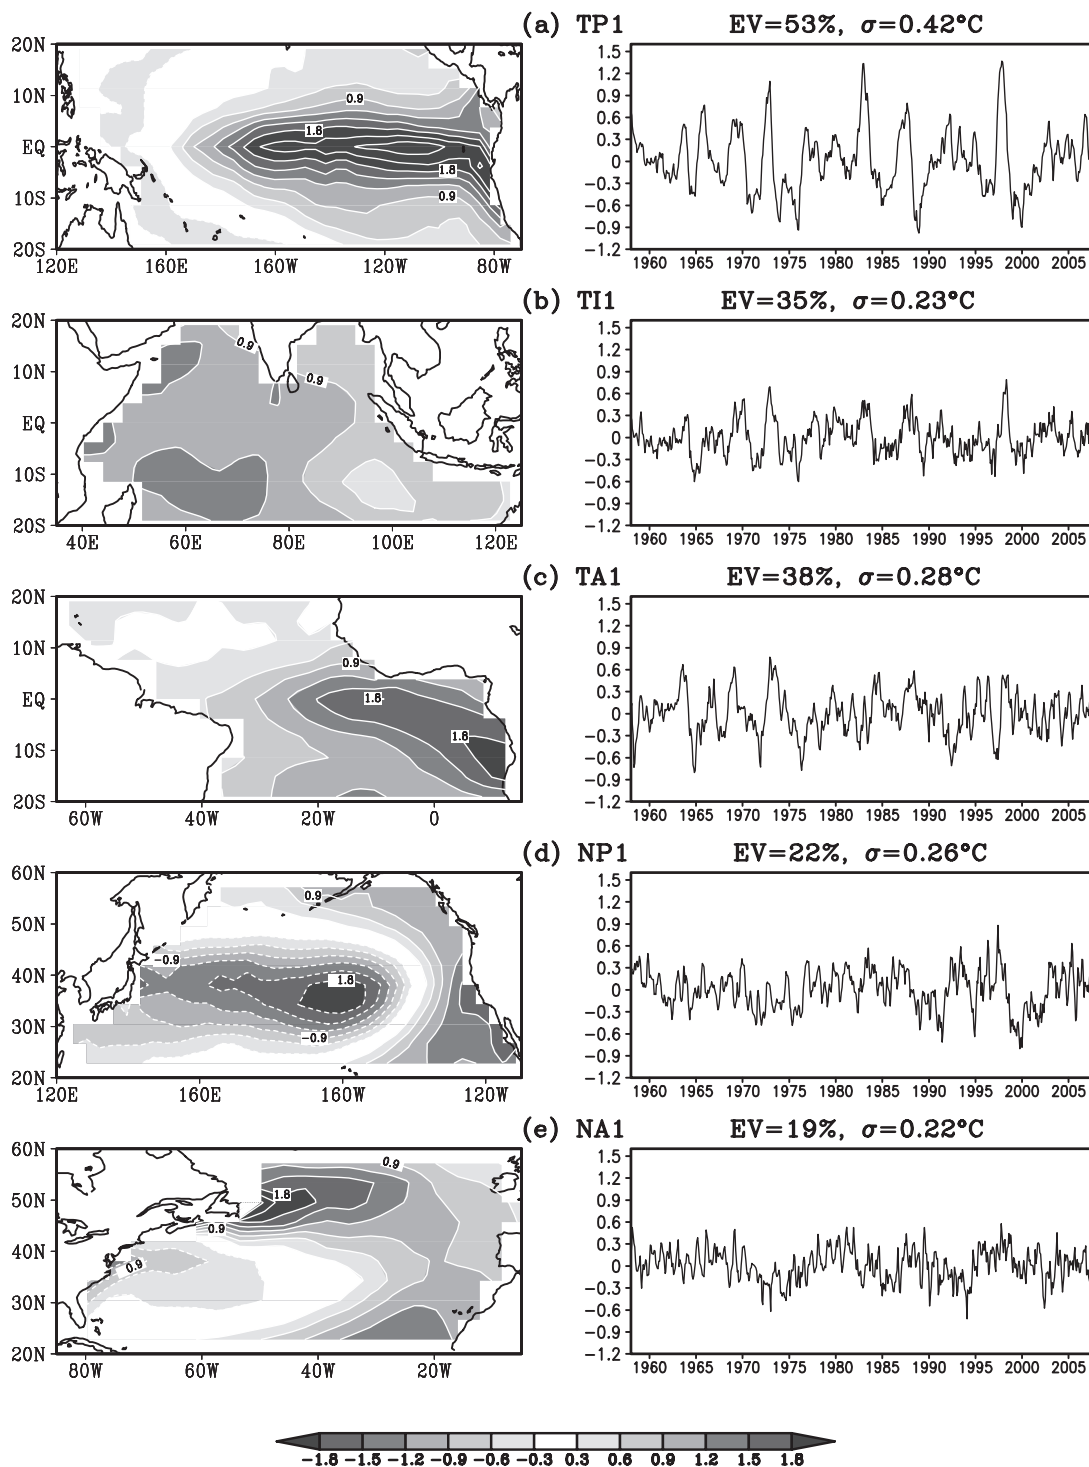 (a) TP1 EV=53%, σ=0.42°C
20N
10N
EQ
10S
20S
0.9
1.8
1.8
0.9
120E 160E 160W 120W 80W
1.5
1.2
0.9
0.6
0.3
0
−0.3
−0.6
−0.9
−1.2
1960 1965 1970 1975 1980 1985 1990 1995 2000 2005
(b) TI1 EV=35%, σ=0.23°C
20N
10N
EQ
10S
20S
0.9
0.9
40E 60E 80E 100E 120E
1.5
1.2
0.9
0.6
0.3
0
−0.3
−0.6
−0.9
−1.2
1960 1965 1970 1975 1980 1985 1990 1995 2000 2005
(c) TA1 EV=38%, σ=0.28°C
20N
10N
EQ
10S
20S
0.9
1.8
1.8
60W 40W 20W 0
1.5
1.2
0.9
0.6
0.3
0
−0.3
−0.6
−0.9
−1.2
1960 1965 1970 1975 1980 1985 1990 1995 2000 2005
(d) NP1 EV=22%, σ=0.26°C
60N
50N
40N
30N
20N
0.9
−0.9
1.8
−0.9
120E 160E 160W 120W
1.5
1.2
0.9
0.6
0.3
0
−0.3
−0.6
−0.9
−1.2
1960 1965 1970 1975 1980 1985 1990 1995 2000 2005
(e) NA1 EV=19%, σ=0.22°C
60N
50N
40N
30N
20N
0.9
1.8
0.9
0.9
80W 60W 40W 20W
1.5
1.2
0.9
0.6
0.3
0
−0.3
−0.6
−0.9
−1.2
1960 1965 1970 1975 1980 1985 1990 1995 2000 2005
−1.8 −1.5 −1.2 −0.9 −0.6 −0.3 0.3 0.6 0.9 1.2 1.5 1.8